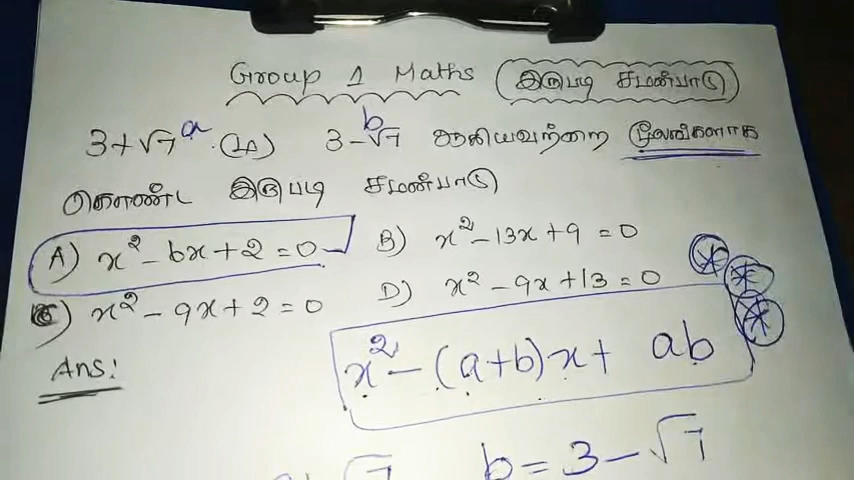 Group 1 Maths (இருபடி சமன்பாடு)
3+√7 a (1A) 3-√7 b ஆகியவற்றை மூலங்களாக
கொண்ட இருபடி சமன்பாடு
A) x² - 6x + 2 = 0 B) x² - 13x + 9 = 0
C) x² - 9x + 2 = 0 D) x² - 9x + 13 = 0
Ans:
x² - (a+b)x + ab
b = 3 - √7